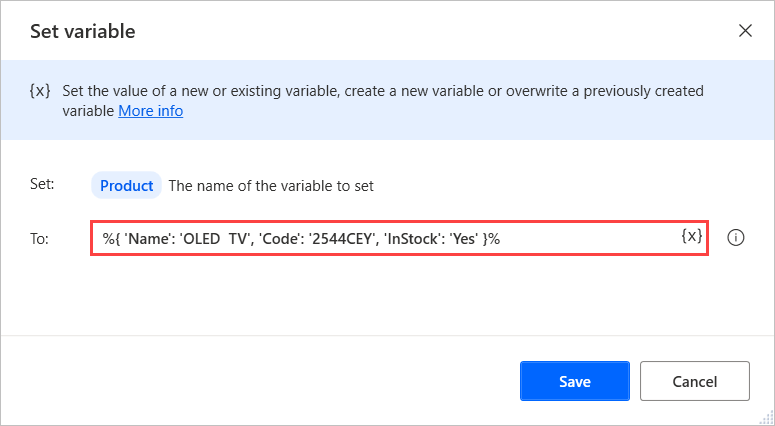 Set variable
{x} Set the value of a new or existing variable, create a new variable or overwrite a previously created
variable More info
Set: Product The name of the variable to set
To: %{ 'Name': 'OLED  TV', 'Code': '2544CEY', 'InStock': 'Yes' }% {x}
Save Cancel